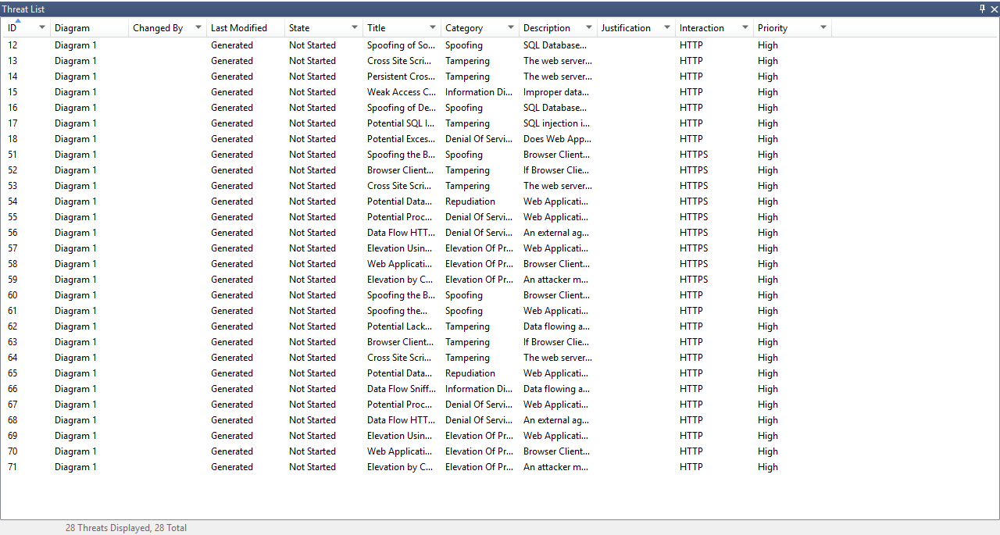 Threat List
ID Diagram Changed By Last Modified State Title Category Description Justification Interaction Priority
12 Diagram 1 Generated Not Started Spoofing of So... Spoofing SQL Database... HTTP High
13 Diagram 1 Generated Not Started Cross Site Scri... Tampering The web server... HTTP High
14 Diagram 1 Generated Not Started Persistent Cros... Tampering The web server... HTTP High
15 Diagram 1 Generated Not Started Weak Access C... Information Di... Improper data... HTTP High
16 Diagram 1 Generated Not Started Spoofing of De... Spoofing SQL Database... HTTP High
17 Diagram 1 Generated Not Started Potential SQL I... Tampering SQL injection i... HTTP High
18 Diagram 1 Generated Not Started Potential Exces... Denial Of Servi... Does Web App... HTTP High
51 Diagram 1 Generated Not Started Spoofing the B... Spoofing Browser Client... HTTPS High
52 Diagram 1 Generated Not Started Browser Client... Tampering If Browser Clie... HTTPS High
53 Diagram 1 Generated Not Started Cross Site Scri... Tampering The web server... HTTPS High
54 Diagram 1 Generated Not Started Potential Data... Repudiation Web Applicati... HTTPS High
55 Diagram 1 Generated Not Started Potential Proc... Denial Of Servi... Web Applicati... HTTPS High
56 Diagram 1 Generated Not Started Data Flow HTT... Denial Of Servi... An external ag... HTTPS High
57 Diagram 1 Generated Not Started Elevation Usin... Elevation Of Pr... Web Applicati... HTTPS High
58 Diagram 1 Generated Not Started Web Applicati... Elevation Of Pr... Browser Client... HTTPS High
59 Diagram 1 Generated Not Started Elevation by C... Elevation Of Pr... An attacker m... HTTPS High
60 Diagram 1 Generated Not Started Spoofing the B... Spoofing Browser Client... HTTP High
61 Diagram 1 Generated Not Started Spoofing the... Spoofing Web Applicati... HTTP High
62 Diagram 1 Generated Not Started Potential Lack... Tampering Data flowing a... HTTP High
63 Diagram 1 Generated Not Started Browser Client... Tampering If Browser Clie... HTTP High
64 Diagram 1 Generated Not Started Cross Site Scri... Tampering The web server... HTTP High
65 Diagram 1 Generated Not Started Potential Data... Repudiation Web Applicati... HTTP High
66 Diagram 1 Generated Not Started Data Flow Sniff... Information Di... Data flowing a... HTTP High
67 Diagram 1 Generated Not Started Potential Proc... Denial Of Servi... Web Applicati... HTTP High
68 Diagram 1 Generated Not Started Data Flow HTT... Denial Of Servi... An external ag... HTTP High
69 Diagram 1 Generated Not Started Elevation Usin... Elevation Of Pr... Web Applicati... HTTP High
70 Diagram 1 Generated Not Started Web Applicati... Elevation Of Pr... Browser Client... HTTP High
71 Diagram 1 Generated Not Started Elevation by C... Elevation Of Pr... An attacker m... HTTP High
28 Threats Displayed, 28 Total